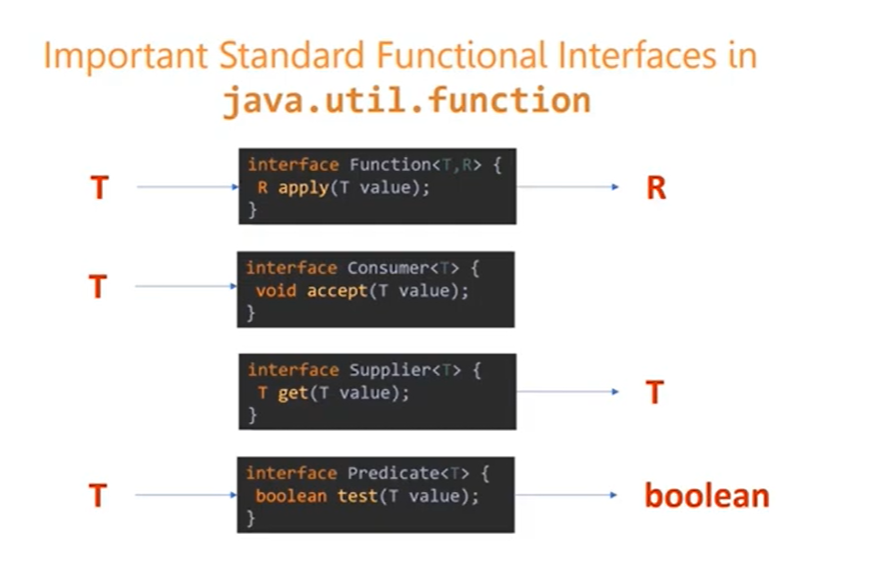 Important Standard Functional Interfaces in
java.util.function
T
interface Function<T,R> {
R apply(T value);
}
R
T
interface Consumer<T> {
void accept(T value);
}
interface Supplier<T> {
T get(T value);
}
T
T
interface Predicate<T> {
boolean test(T value);
}
boolean